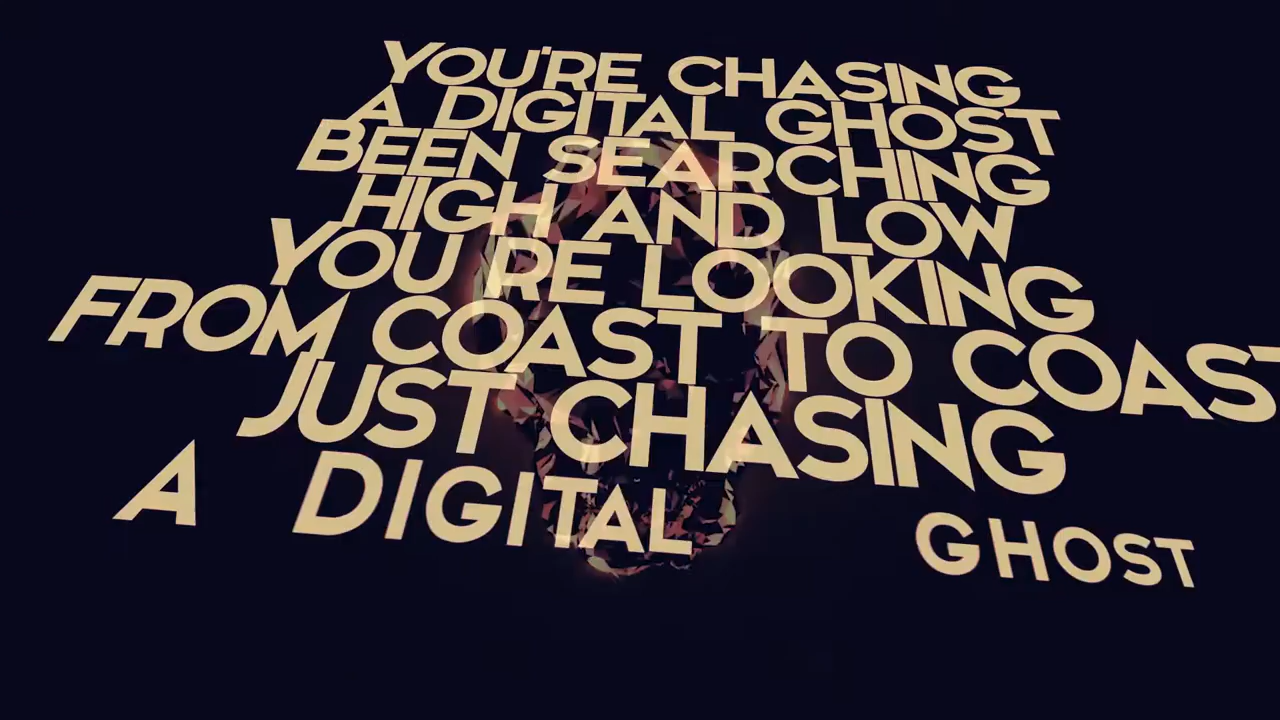 YOU'RE CHASING
A DIGITAL GHOST
BEEN SEARCHING
HIGH AND LOW
YOU RE LOOKING
FROM COAST TO COAST
JUST CHASING
A DIGITAL GHOST